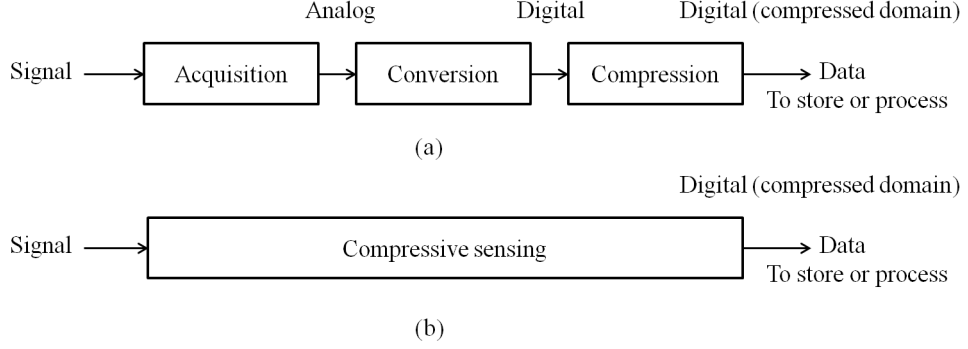 Analog Digital Digital (compressed domain)
Signal Acquisition Conversion Compression Data
To store or process
(a)
Digital (compressed domain)
Signal Compressive sensing Data
To store or process
(b)